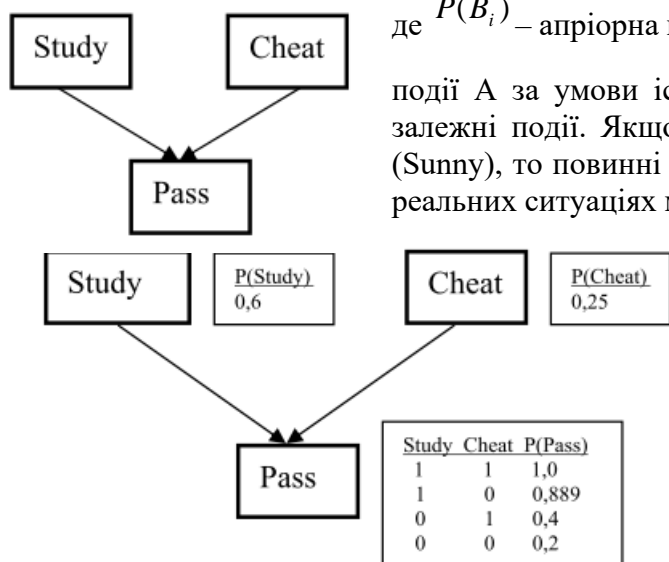 Study
Cheat
Pass
де P(B_i) – апріорна
події А за умови іс
залежні події. Якщо
(Sunny), то повинні
реальних ситуаціях
Study
P(Study)
0,6
Cheat
P(Cheat)
0,25
Pass
Study Cheat P(Pass)
1 1 1,0
1 0 0,889
0 1 0,4
0 0 0,2